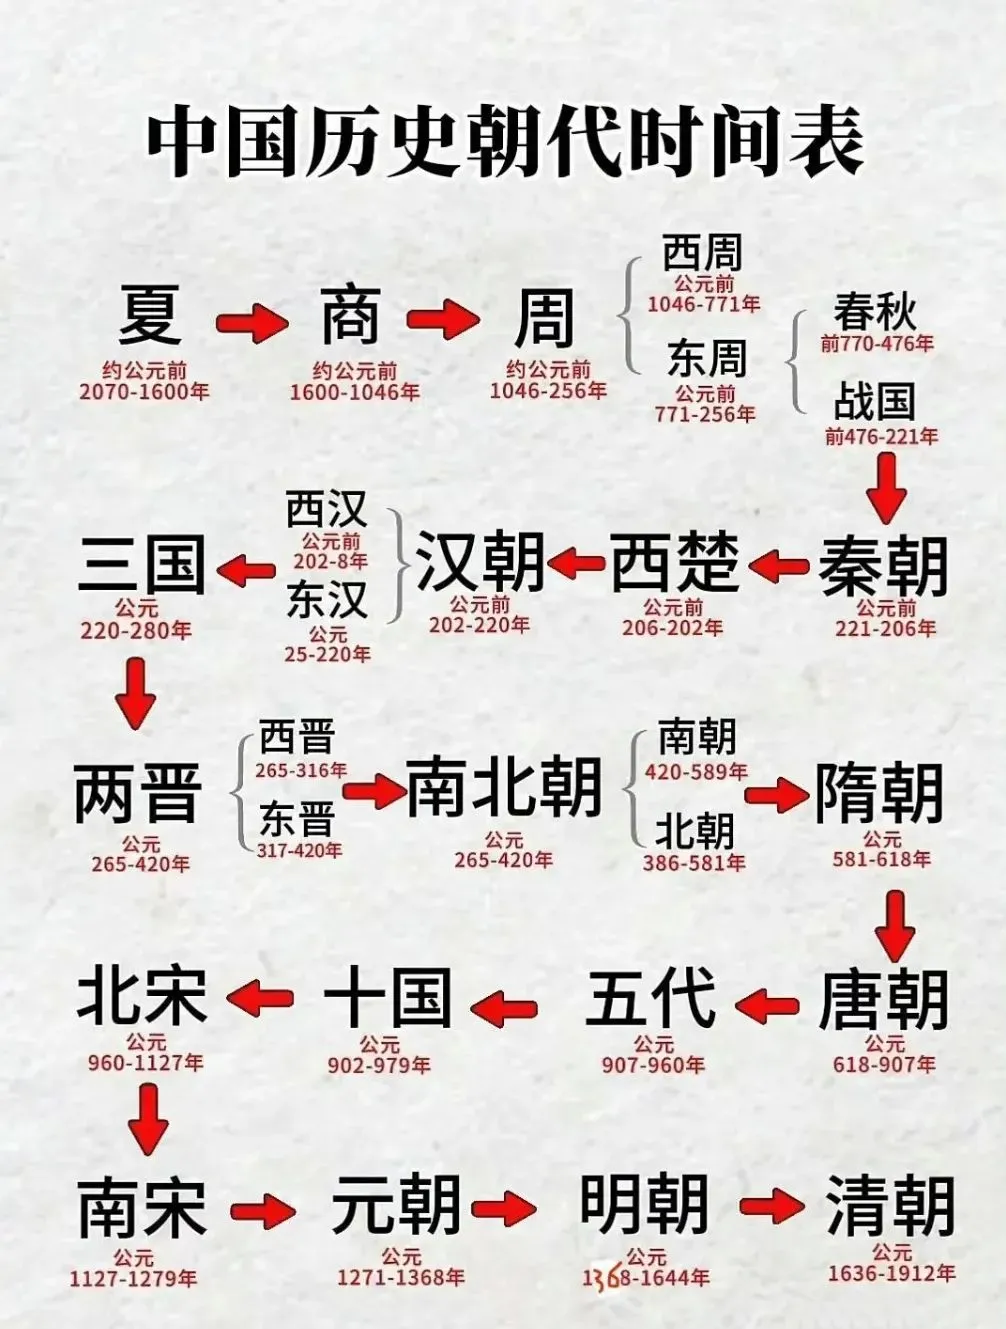 中国历史朝代时间表
夏
约公元前
2070-1600年
商
约公元前
1600-1046年
周
约公元前
1046-256年
西周
公元前
1046-771年
东周
公元前
771-256年
春秋
前770-476年
战国
前476-221年
秦朝
公元前
221-206年
西楚
公元前
206-202年
汉朝
公元前
202-220年
西汉
公元前
202-8年
东汉
公元
25-220年
三国
公元
220-280年
两晋
公元
265-420年
西晋
265-316年
东晋
317-420年
南北朝
公元
265-420年
南朝
420-589年
北朝
386-581年
隋朝
公元
581-618年
唐朝
公元
618-907年
五代
公元
907-960年
十国
公元
902-979年
北宋
公元
960-1127年
南宋
公元
1127-1279年
元朝
公元
1271-1368年
明朝
公元
1368-1644年
清朝
公元
1636-1912年